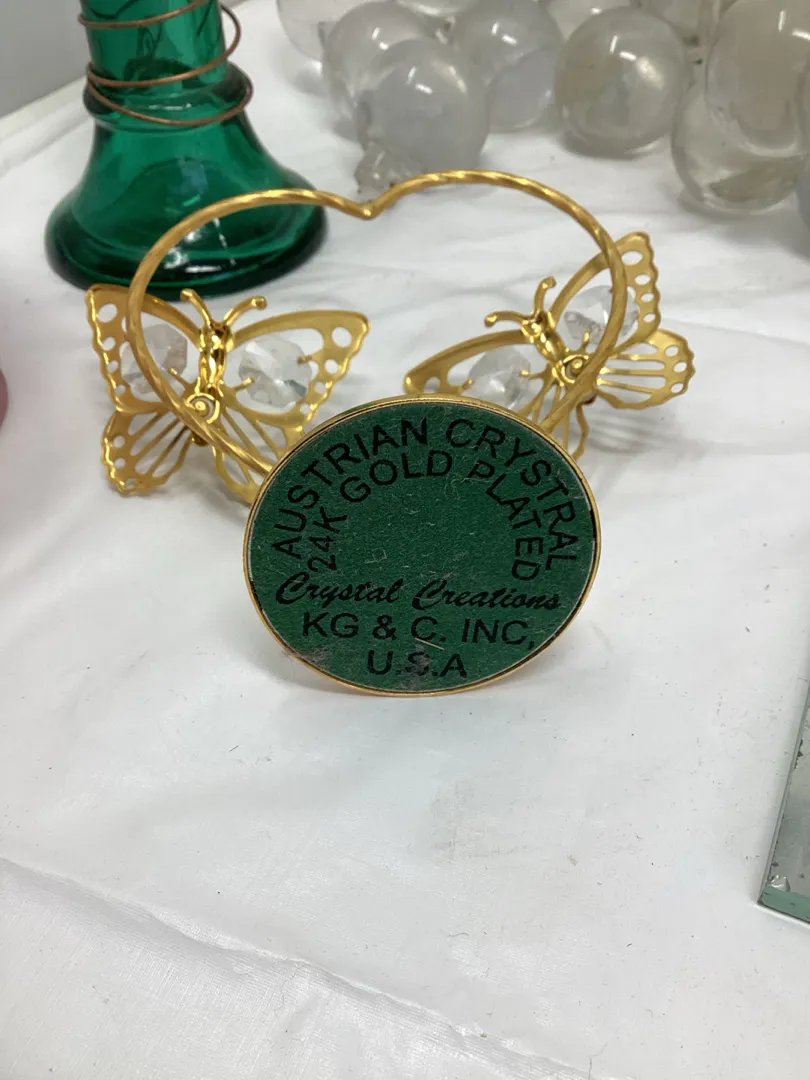 AUSTRIAN CRYSTRAL
24K GOLD PLATED
Crystal Creations
KG & C. INC,
U.S.A